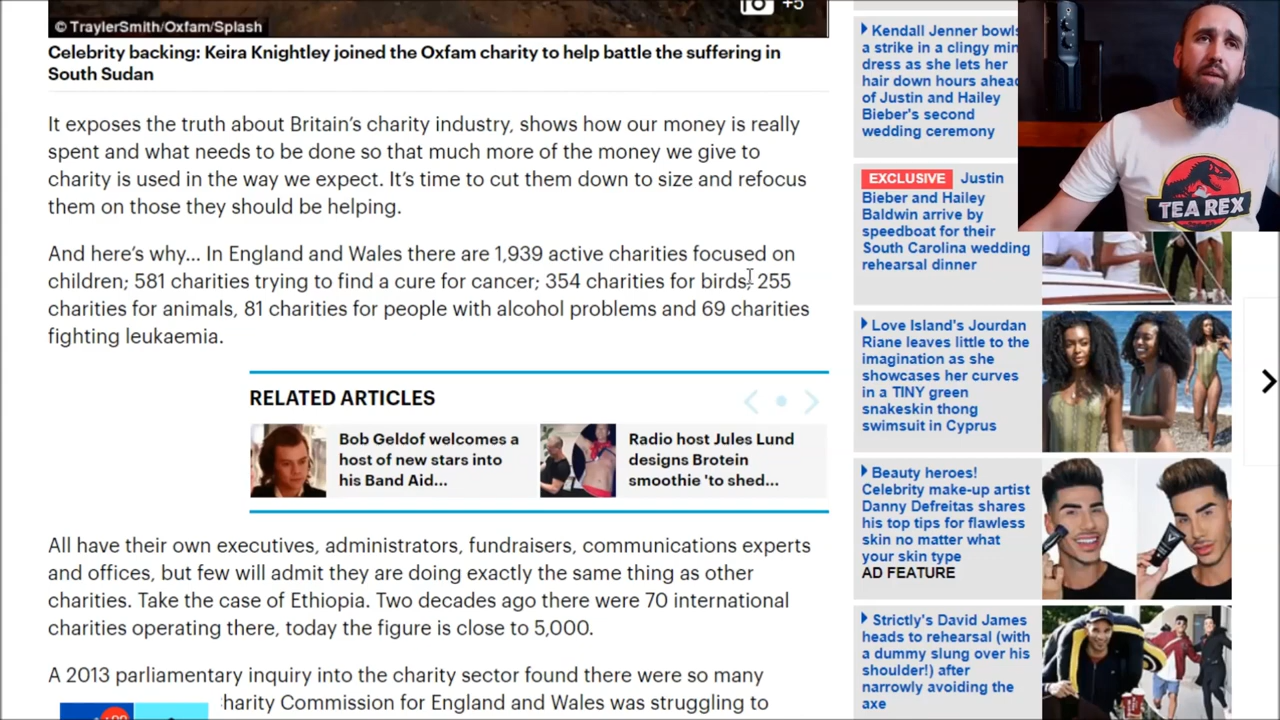 +5
© TraylerSmith/Oxfam/Splash
Celebrity backing: Keira Knightley joined the Oxfam charity to help battle the suffering in
South Sudan
It exposes the truth about Britain’s charity industry, shows how our money is really
spent and what needs to be done so that much more of the money we give to
charity is used in the way we expect. It’s time to cut them down to size and refocus
them on those they should be helping.
And here’s why... In England and Wales there are 1,939 active charities focused on
children; 581 charities trying to find a cure for cancer; 354 charities for birds, 255
charities for animals, 81 charities for people with alcohol problems and 69 charities
fighting leukaemia.
RELATED ARTICLES
Bob Geldof welcomes a
host of new stars into
his Band Aid...
Radio host Jules Lund
designs Brotein
smoothie 'to shed...
All have their own executives, administrators, fundraisers, communications experts
and offices, but few will admit they are doing exactly the same thing as other
charities. Take the case of Ethiopia. Two decades ago there were 70 international
charities operating there, today the figure is close to 5,000.
A 2013 parliamentary inquiry into the charity sector found there were so many
harity Commission for England and Wales was struggling to
Kendall Jenner bowls
a strike in a clingy
dress as she lets her
hair down hours
of Justin and Hailey
Bieber's second
wedding ceremony
EXCLUSIVE Justin
Bieber and Hailey
Baldwin arrive by
speedboat for their
South Carolina wedding
rehearsal dinner
Love Island's Jourdan
Riane leaves little to the
imagination as she
showcases her curves
in a TINY green
snakeskin thong
swimsuit in Cyprus
Beauty heroes!
Celebrity make-up artist
Danny Defreitas shares
his top tips for flawless
skin no matter what
your skin type
AD FEATURE
Strictly's David James
heads to rehearsal (with
a dummy slung over his
shoulder!) after
narrowly avoiding the
axe
TEA REX